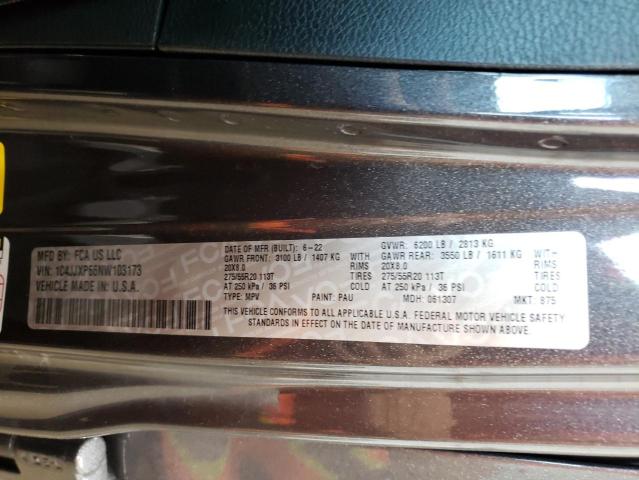 MFD BY: FCA US LLC
VIN: 1C4JJXP66NW103173
VEHICLE MADE IN: U.S.A.
DATE OF MFR (BUILT): 6-22 GVWR: 6200 LB / 2813 KG
GAWR FRONT: 3100 LB / 1407 KG WITH GAWR REAR: 3550 LB / 1611 KG WITH
20X8.0 RIMS 20X8.0 RIMS
275/55R20 113T TIRES 275/55R20 113T TIRES
AT 250 kPa / 36 PSI COLD AT 250 kPa / 36 PSI COLD
TYPE: MPV PAINT: PAU MDH: 061307 MKT: 875
THIS VEHICLE CONFORMS TO ALL APPLICABLE U.S.A. FEDERAL MOTOR VEHICLE SAFETY
STANDARDS IN EFFECT ON THE DATE OF MANUFACTURE SHOWN ABOVE.